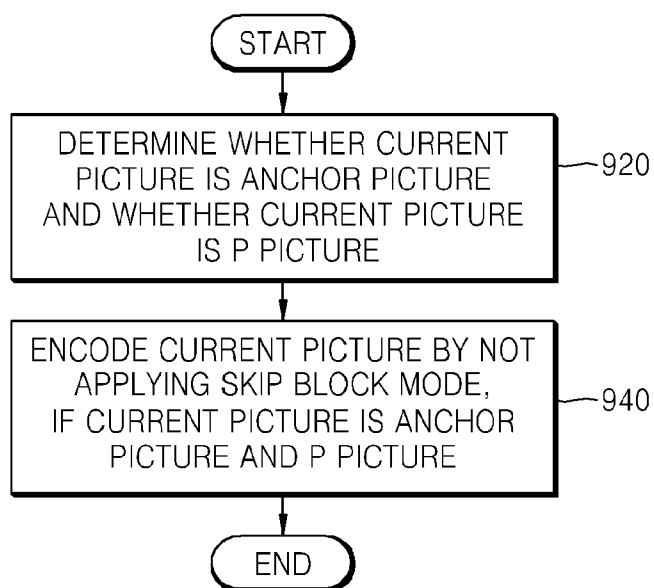 START
DETERMINE WHETHER CURRENT
PICTURE IS ANCHOR PICTURE
AND WHETHER CURRENT PICTURE
IS P PICTURE
920
ENCODE CURRENT PICTURE BY NOT
APPLYING SKIP BLOCK MODE,
IF CURRENT PICTURE IS ANCHOR
PICTURE AND P PICTURE
940
END